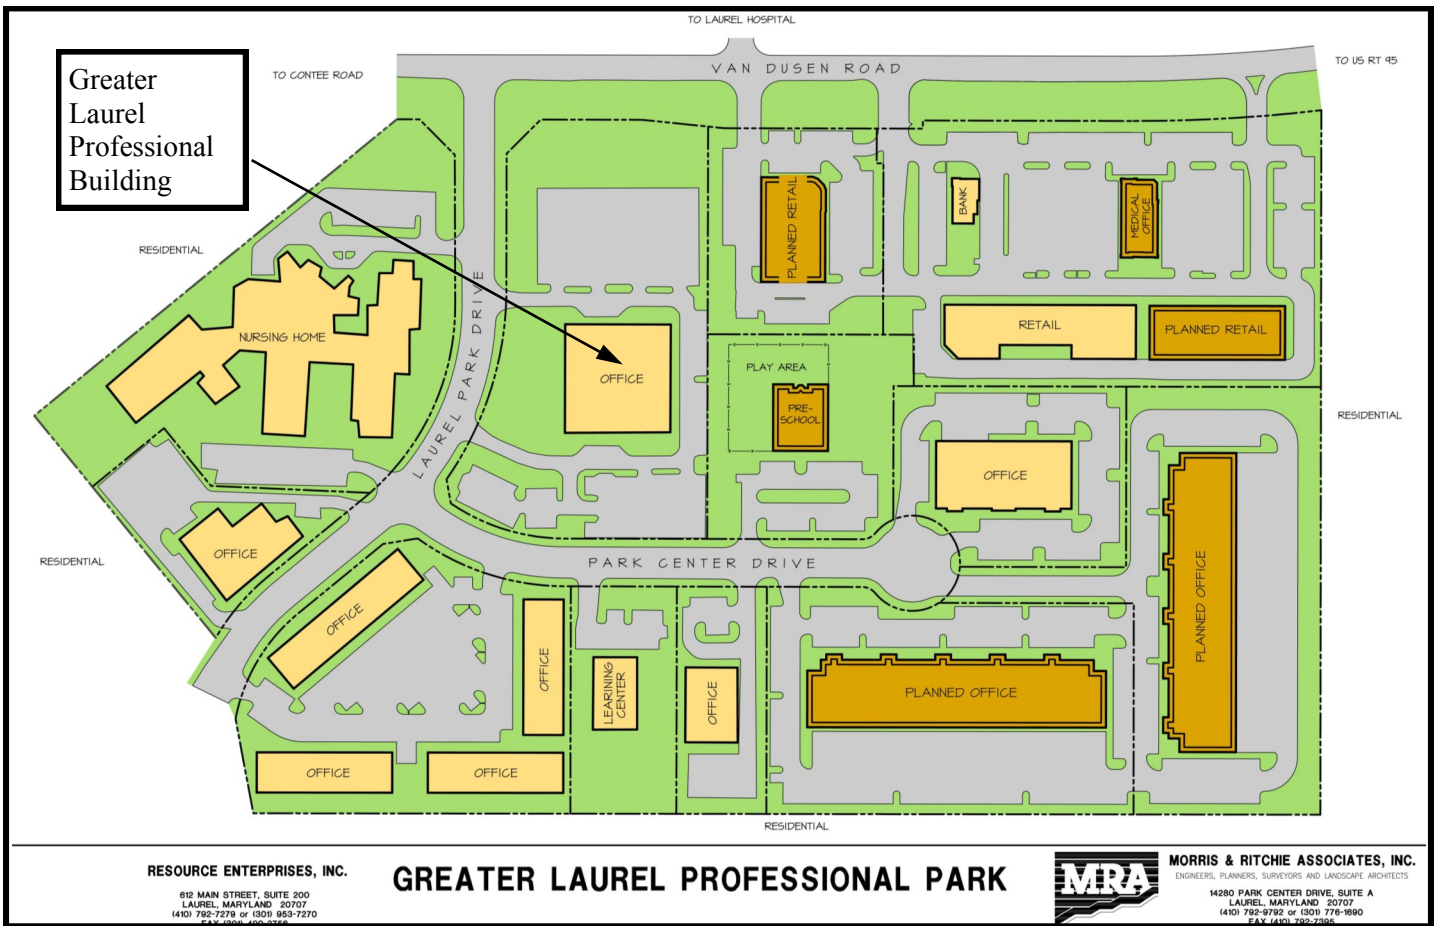 TO LAUREL HOSPITAL
VAN DUSEN ROAD
TO CONTEE ROAD
TO US RT 95
Greater
Laurel
Professional
Building
RESIDENTIAL
PLANNED RETAIL
BANK
MEDICAL
OFFICE
NURSING HOME
LAUREL PARK DRIVE
OFFICE
RETAIL
PLANNED RETAIL
PLAY AREA
PRE-
SCHOOL
RESIDENTIAL
OFFICE
OFFICE
RESIDENTIAL
PARK CENTER DRIVE
PLANNED OFFICE
OFFICE
OFFICE
LEARINING
CENTER
OFFICE
PLANNED OFFICE
OFFICE
OFFICE
RESIDENTIAL
RESOURCE ENTERPRISES, INC.
612 MAIN STREET, SUITE 200
LAUREL, MARYLAND 20707
(410) 792-7279 or (301) 953-7270
GREATER LAUREL PROFESSIONAL PARK
MRA
MORRIS & RITCHIE ASSOCIATES, INC.
ENGINEERS, PLANNERS, SURVEYORS AND LANDSCAPE ARCHITECTS
14280 PARK CENTER DRIVE, SUITE A
LAUREL, MARYLAND 20707
(410) 792-9792 or (301) 776-1690
FAX (410) 792-7395